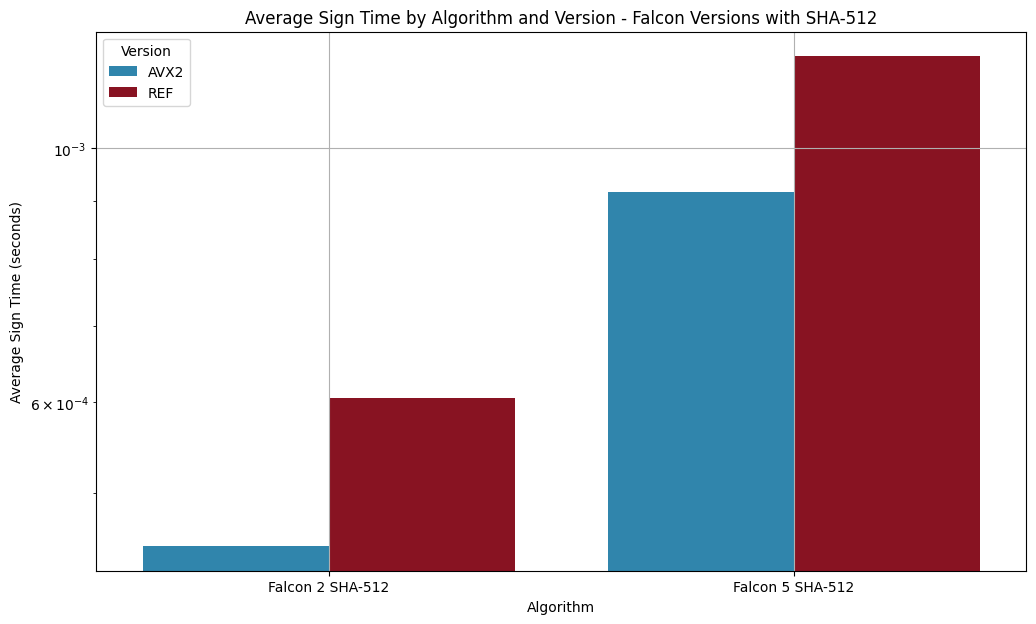 Average Sign Time by Algorithm and Version - Falcon Versions with SHA-512
Version
AVX2
REF
Average Sign Time (seconds)
10⁻³
6 × 10⁻⁴
Falcon 2 SHA-512
Falcon 5 SHA-512
Algorithm